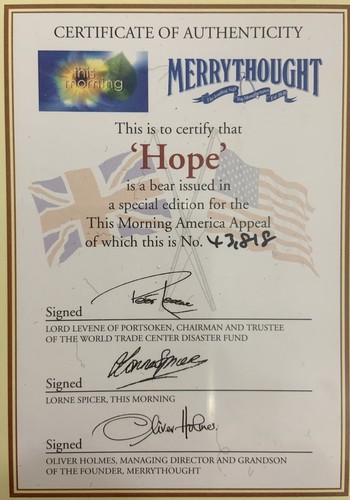 CERTIFICATE OF AUTHENTICITY
this
morning
MERRYTHOUGHT
This is to certify that
‘Hope’
is a bear issued in
a special edition for the
This Morning America Appeal
of which this is No. 43,818
Signed
LORD LEVENE OF PORTSOKEN, CHAIRMAN AND TRUSTEE
OF THE WORLD TRADE CENTER DISASTER FUND
Signed
LORNE SPICER, THIS MORNING
Oliver Holmes
Signed
OLIVER HOLMES, MANAGING DIRECTOR AND GRANDSON
OF THE FOUNDER, MERRYTHOUGHT